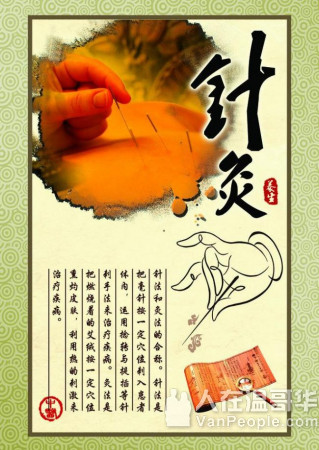 針灸
养生
针法和灸法的合称。针法是
把毫针按一定穴位刺入患者
体内，运用捻转与提插等针
刺手法来治疗疾病。灸法是
把燃烧着的艾绒按一定穴位
熏灼皮肤，利用热的刺激来
治疗疾病。
人在温哥华
VanPeople.com